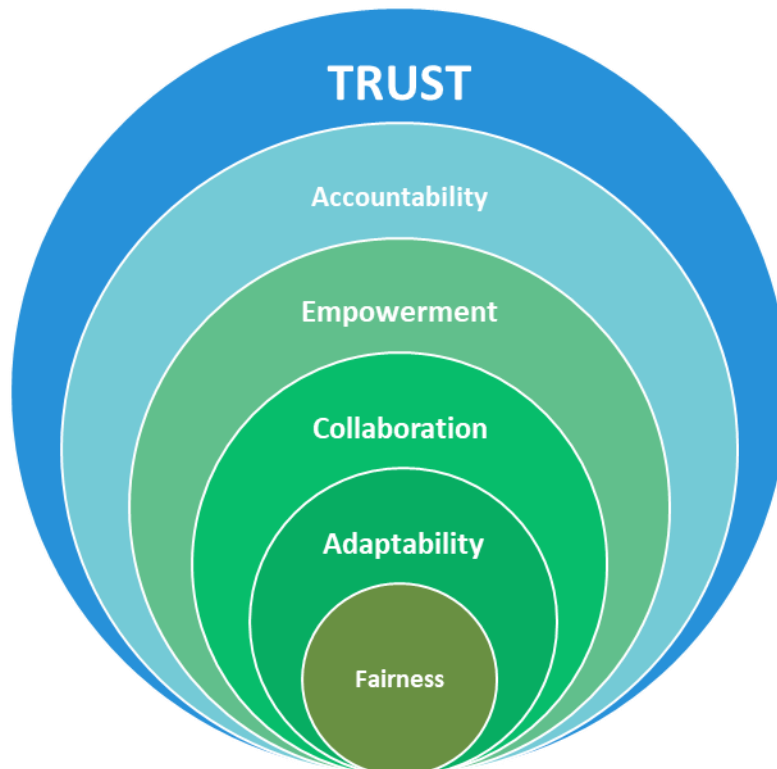 TRUST
Accountability
Empowerment
Collaboration
Adaptability
Fairness